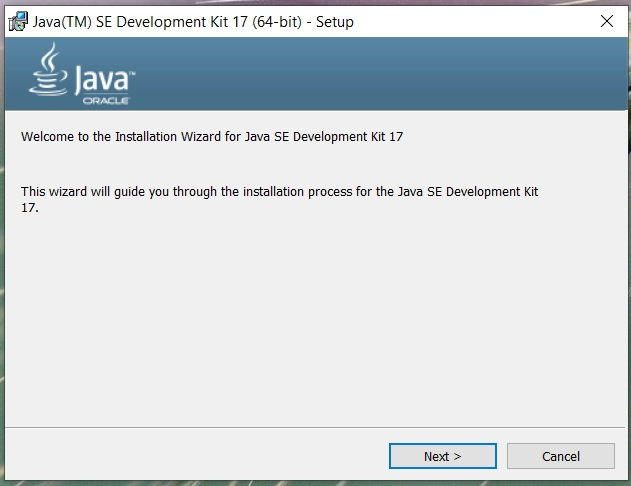 Java(TM) SE Development Kit 17 (64-bit) - Setup
Java™
ORACLE
Welcome to the Installation Wizard for Java SE Development Kit 17
This wizard will guide you through the installation process for the Java SE Development Kit
17.
Next >
Cancel